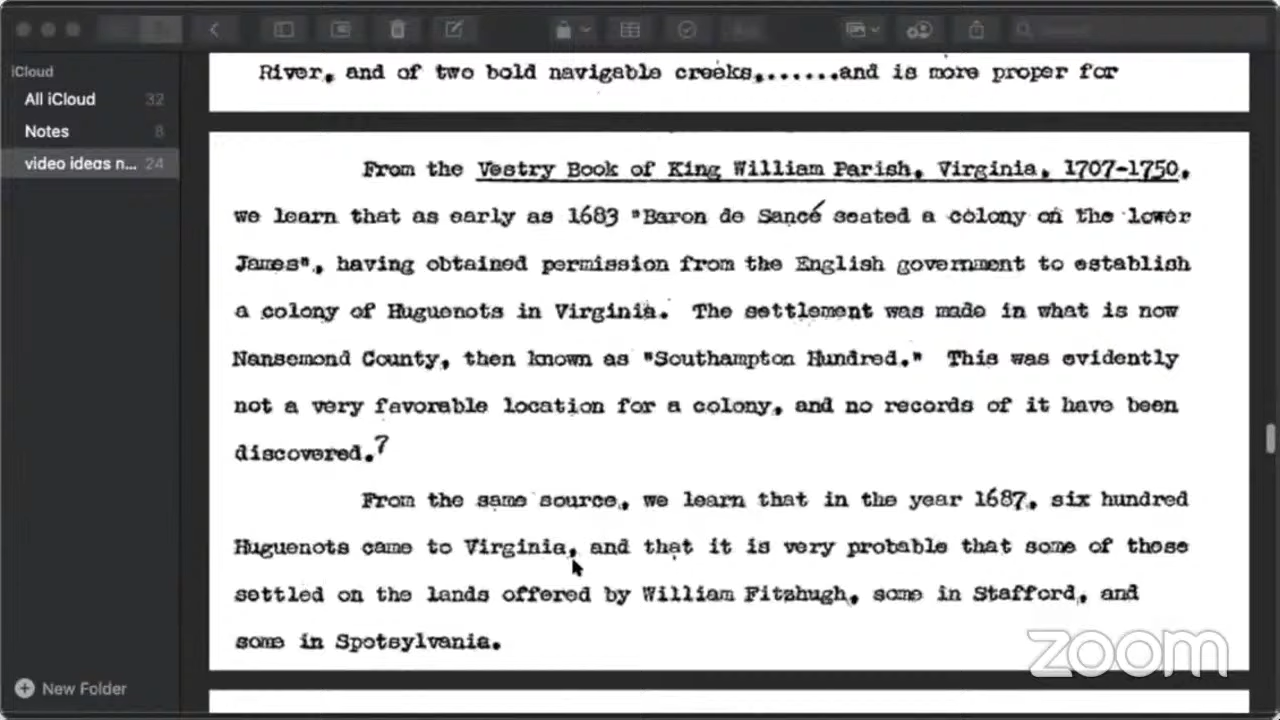 iCloud
All iCloud 32
Notes 8
video ideas n... 24
New Folder
River, and of two bold navigable creeks,......and is more proper for
From the Vestry Book of King William Parish, Virginia, 1707-1750,
we learn that as early as 1683 "Baron de Sancé seated a colony on the lower
James", having obtained permission from the English government to establish
a colony of Huguenots in Virginia. The settlement was made in what is now
Nansemond County, then known as "Southampton Hundred." This was evidently
not a very favorable location for a colony, and no records of it have been
discovered.7
From the same source, we learn that in the year 1687, six hundred
Huguenots came to Virginia, and that it is very probable that some of those
settled on the lands offered by William Fitzhugh, some in Stafford, and
some in Spotsylvania.
zoom